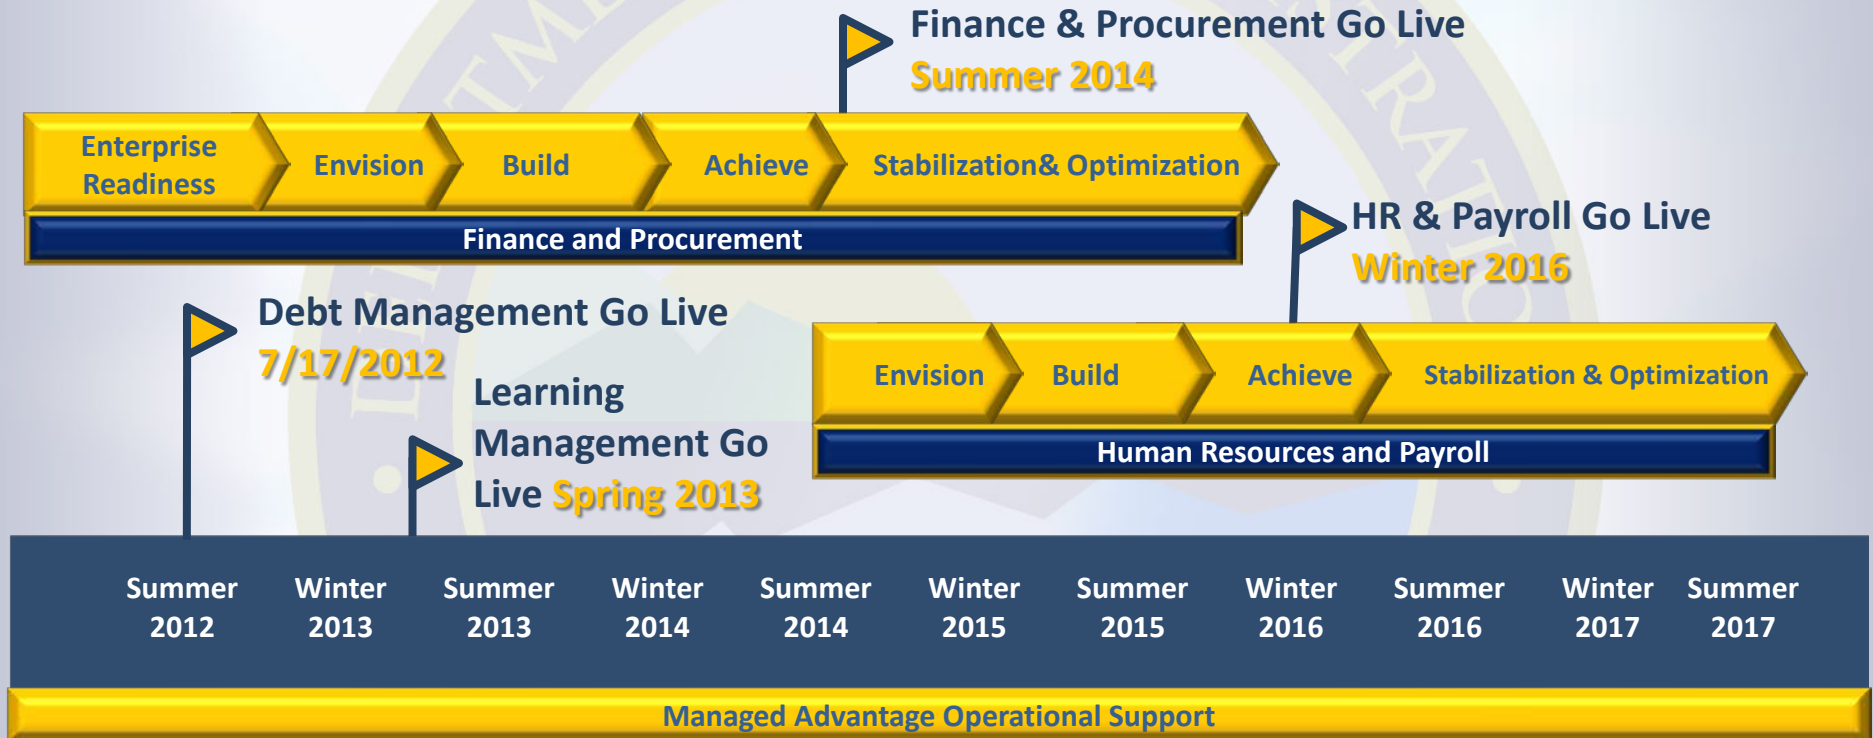 Finance & Procurement Go Live
Summer 2014
Enterprise
Readiness
Envision
Build
Achieve
Stabilization& Optimization
Finance and Procurement
HR & Payroll Go Live
Winter 2016
Debt Management Go Live
7/17/2012
Learning
Management Go
Live Spring 2013
Envision
Build
Achieve
Stabilization & Optimization
Human Resources and Payroll
Summer
2012
Winter
2013
Summer
2013
Winter
2014
Summer
2014
Winter
2015
Summer
2015
Winter
2016
Summer
2016
Winter
2017
Summer
2017
Managed Advantage Operational Support